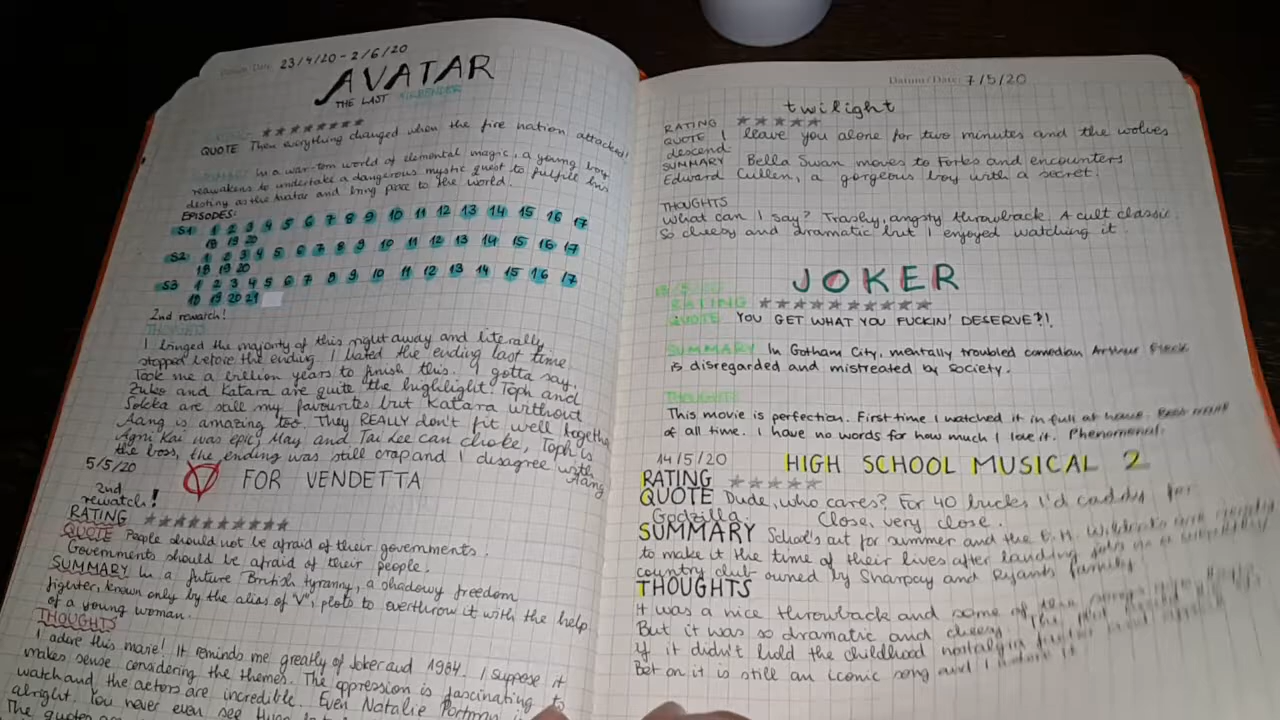 Datum/Date: 23/4/20 - 2/6/20
AVATAR
THE LAST AIRBENDER
★★★★★★★★
QUOTE Then everything changed when the fire nation attacked!
In a war-torn world of elemental magic, a young boy
reawakens to undertake a dangerous mystic quest to fulfill his
destiny as the Avatar and bring peace to the world.
EPISODES:
S1 1 2 3 4 5 6 7 8 9 10 11 12 13 14 15 16 17
18 19 20
S2 1 2 3 4 5 6 7 8 9 10 11 12 13 14 15 16 17
18 19 20
S3 1 2 3 4 5 6 7 8 9 10 11 12 13 14 15 16 17
18 19 20 21
2nd rewatch!
THOUGHTS
I binged the majority of this right away and literally
stopped before the ending. I hated the ending last time.
Took me a billion years to finish this. I gotta say,
Zuko and Katara are quite the highlight. Toph and
Sokka are still my favourites but Katara without
Aang is amazing too. They REALLY don't fit well together
Agni Kai was epic, May and Tai Lee can choke, Toph is
the boss, the ending was still crap and I disagree with
Aang
5/5/20
V FOR VENDETTA
2nd
rewatch!
RATING ★★★★★★★★★★
QUOTE People should not be afraid of their governments.
Governments should be afraid of their people.
SUMMARY In a future British tyranny, a shadowy freedom
fighter, known only by the alias of "V", plots to overthrow it with the help
of a young woman.
THOUGHTS
I adore this movie! It reminds me greatly of Joker and 1984. I suppose it
makes sense considering the themes. The oppression is fascinating to
watch and the actors are incredible. Even Natalie Portman
alright. You never even see
The quotes
Datum/Date: 7/5/20
twilight
RATING ★★★★★
QUOTE I leave you alone for two minutes and the wolves
descend.
SUMMARY Bella Swan moves to Forks and encounters
Edward Cullen, a gorgeous boy with a secret.
THOUGHTS
What can I say? Trashy, angsty throwback. A cult classic.
So cheesy and dramatic but I enjoyed watching it.
JOKER
RATING ★★★★★★★★★★
QUOTE YOU GET WHAT YOU FUCKIN' DESERVE?!,
SUMMARY In Gotham City, mentally troubled comedian Arthur Fleck
is disregarded and mistreated by society.
THOUGHTS
This movie is perfection. First time I watched it in full at home. Best
of all time. I have no words for how much I love it. Phenomenal.
14/5/20 HIGH SCHOOL MUSICAL 2
RATING ★★★★★
QUOTE Dude, who cares? For 40 bucks I'd caddy for
Godzilla. Close, very close.
SUMMARY School's out for summer and the E.H. Wildcats are ready
to make it the time of their lives after landing jobs
country club owned by Sharpay and Ryan's family.
THOUGHTS
It was a nice throwback and some of
But it was so dramatic and cheesy. The
if it didn't hold the childhood nostalgia
Bet on it is still an iconic song and I